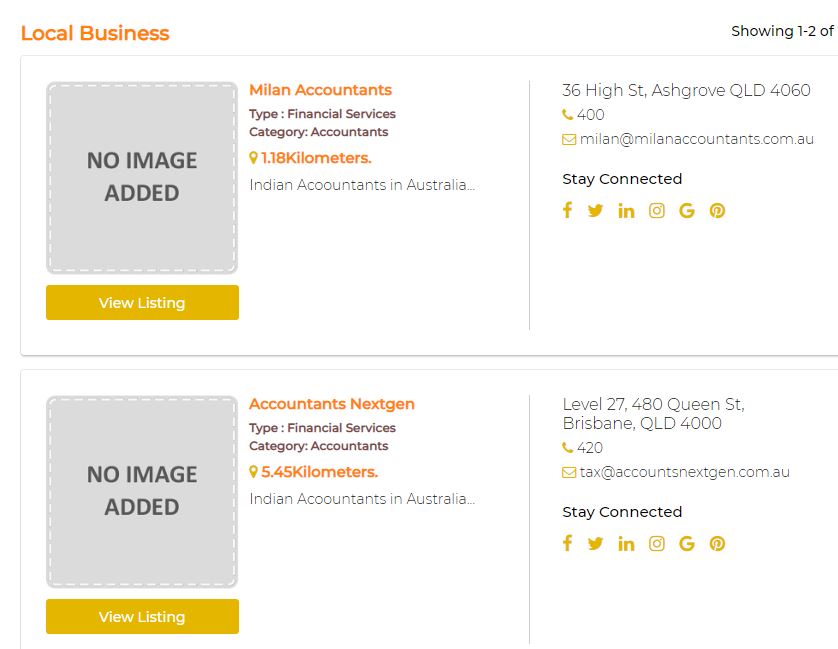 Local Business
Showing 1-2 of
NO IMAGE
ADDED
View Listing
Milan Accountants
Type : Financial Services
Category: Accountants
1.18Kilometers.
Indian Acoountants in Australia...
36 High St, Ashgrove QLD 4060
400
milan@milanaccountants.com.au
Stay Connected
NO IMAGE
ADDED
View Listing
Accountants Nextgen
Type : Financial Services
Category: Accountants
5.45Kilometers.
Indian Acoountants in Australia...
Level 27, 480 Queen St,
Brisbane, QLD 4000
420
tax@accountsnextgen.com.au
Stay Connected